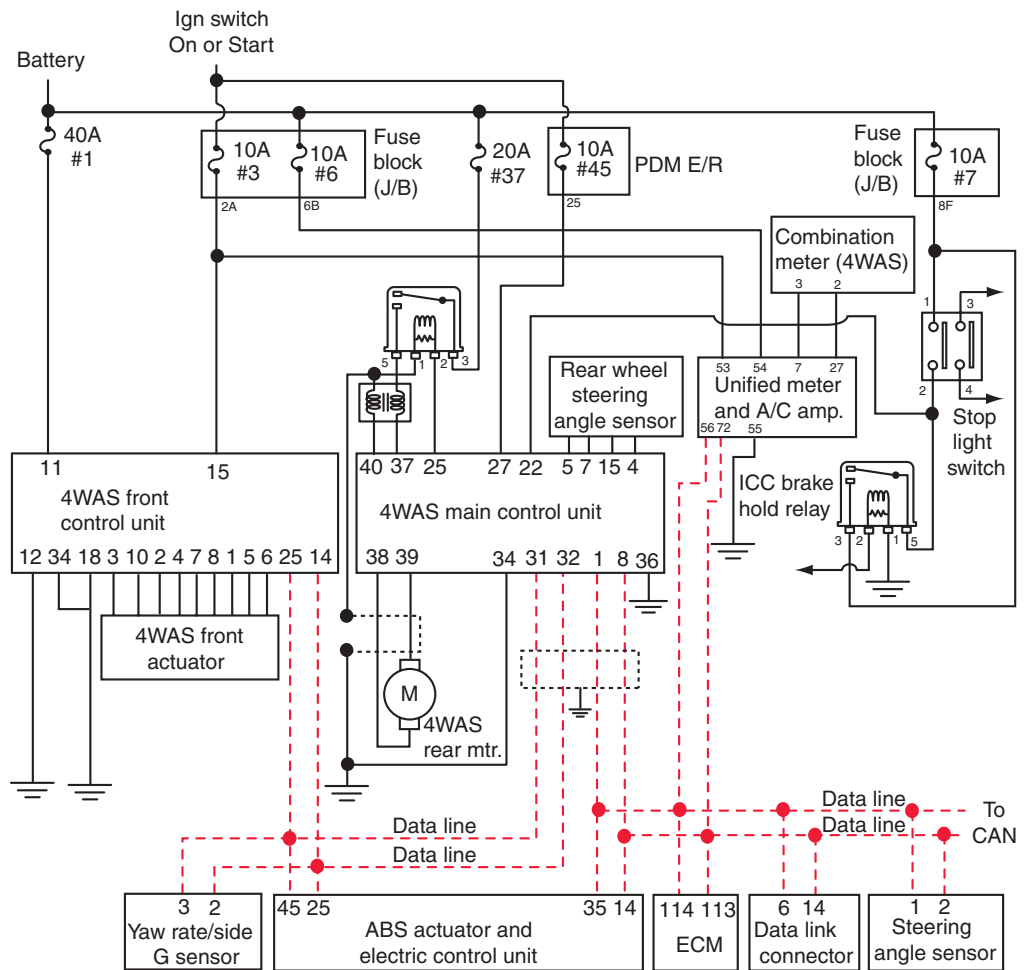 Ign switch
On or Start
Battery
40A
#1
10A
#3
10A
#6
Fuse
block
(J/B)
20A
#37
10A
#45
PDM E/R
Fuse
block
(J/B)
10A
#7
2A
6B
25
8F
Combination
meter (4WAS)
3 2
1 3
2 4
Stop
light
switch
5 1 2 3
Rear wheel
steering
angle sensor
53 54 7 27
Unified meter
and A/C amp.
56 72 55
ICC brake
hold relay
3 2 1 5
11 15
4WAS front
control unit
12 34 18 3 10 2 4 7 8 1 5 6 25 14
40 37 25 27 22 5 7 15 4
4WAS main control unit
38 39 34 31 32 1 8 36
4WAS front
actuator
M
4WAS
rear mtr.
Data line
Data line
Data line
Data line
To
CAN
3 2
Yaw rate/side
G sensor
45 25 35 14
ABS actuator and
electric control unit
114 113
ECM
6 14
Data link
connector
1 2
Steering
angle sensor